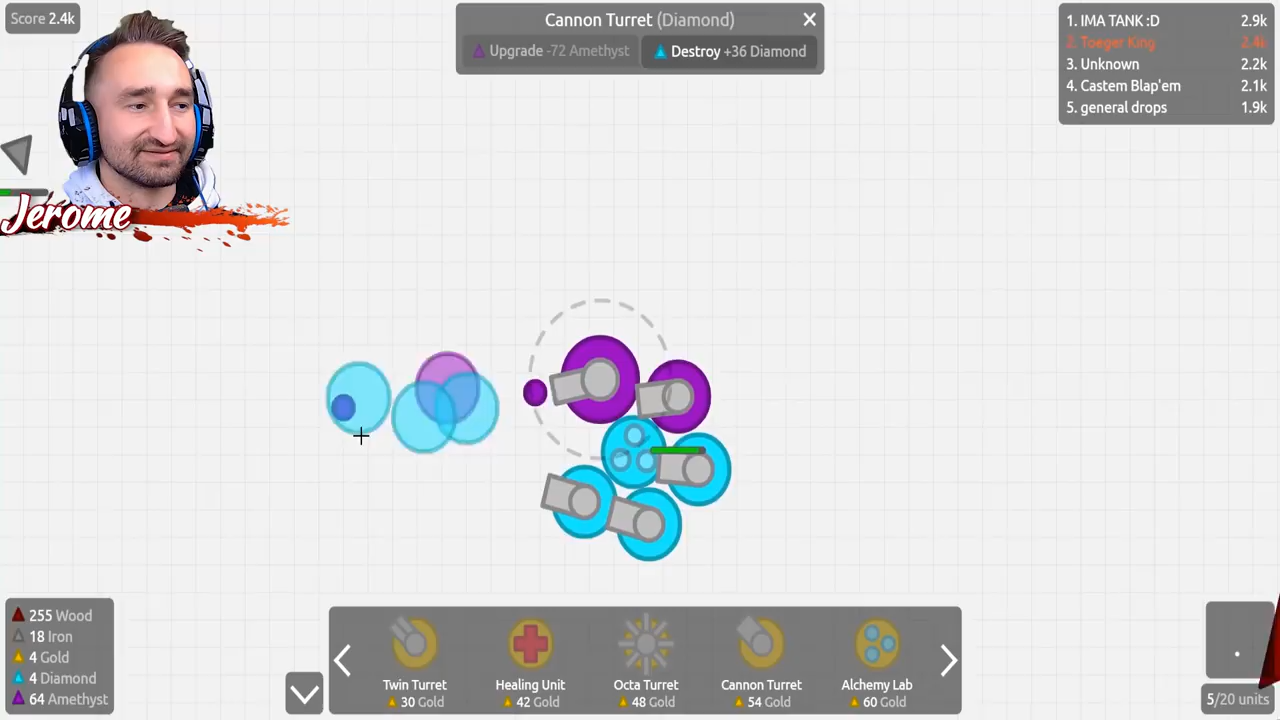 Score 2.4k
Cannon Turret (Diamond)
Upgrade -72 Amethyst
Destroy +36 Diamond
1. IMA TANK :D 2.9k
2. Toeger King 2.4k
3. Unknown 2.2k
4. Castem Blap'em 2.1k
5. general drops 1.9k
Jerome
255 Wood
18 Iron
4 Gold
4 Diamond
64 Amethyst
Twin Turret
30 Gold
Healing Unit
42 Gold
Octa Turret
48 Gold
Cannon Turret
54 Gold
Alchemy Lab
60 Gold
5/20 units